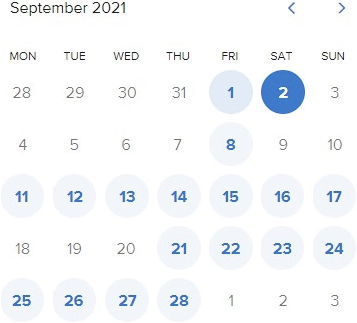 September 2021
MON TUE WED THU FRI SAT SUN
28 29 30 31 1 2 3
4 5 6 7 8 9 10
11 12 13 14 15 16 17
18 19 20 21 22 23 24
25 26 27 28 1 2 3